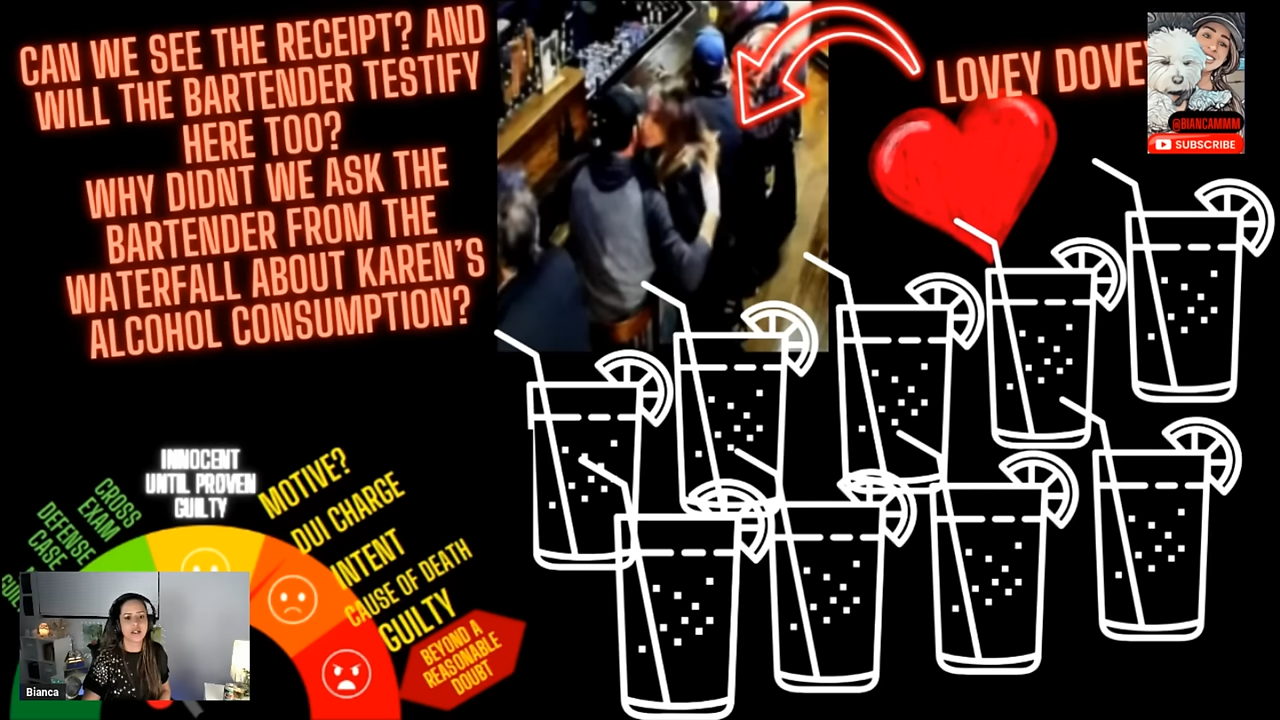 CAN WE SEE THE RECEIPT? AND
WILL THE BARTENDER TESTIFY
HERE TOO?
WHY DIDNT WE ASK THE
BARTENDER FROM THE
WATERFALL ABOUT KAREN'S
ALCOHOL CONSUMPTION?
LOVEY DOVEY
@BIANCAMMM
SUBSCRIBE
INNOCENT
UNTIL PROVEN
GUILTY
CROSS
EXAM
DEFENSE
CASE
MOTIVE?
DUI CHARGE
INTENT
CAUSE OF DEATH
GUILTY
BEYOND A
REASONABLE
DOUBT
Bianca